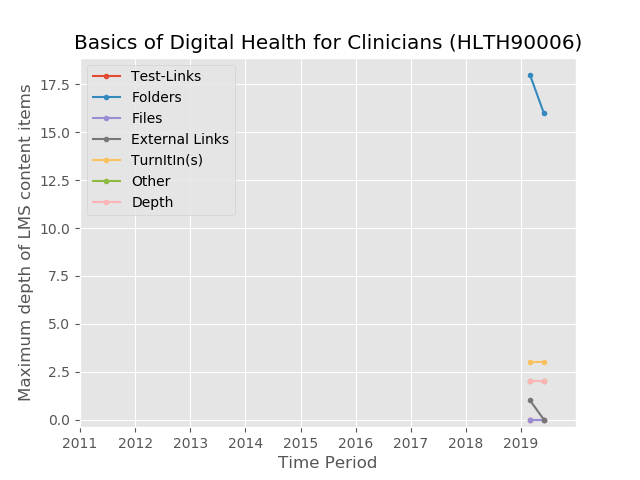 Basics of Digital Health for Clinicians (HLTH90006)
Maximum depth of LMS content items
17.5
15.0
12.5
10.0
7.5
5.0
2.5
0.0
Test-Links
Folders
Files
External Links
TurnItIn(s)
Other
Depth
2011 2012 2013 2014 2015 2016 2017 2018 2019
Time Period